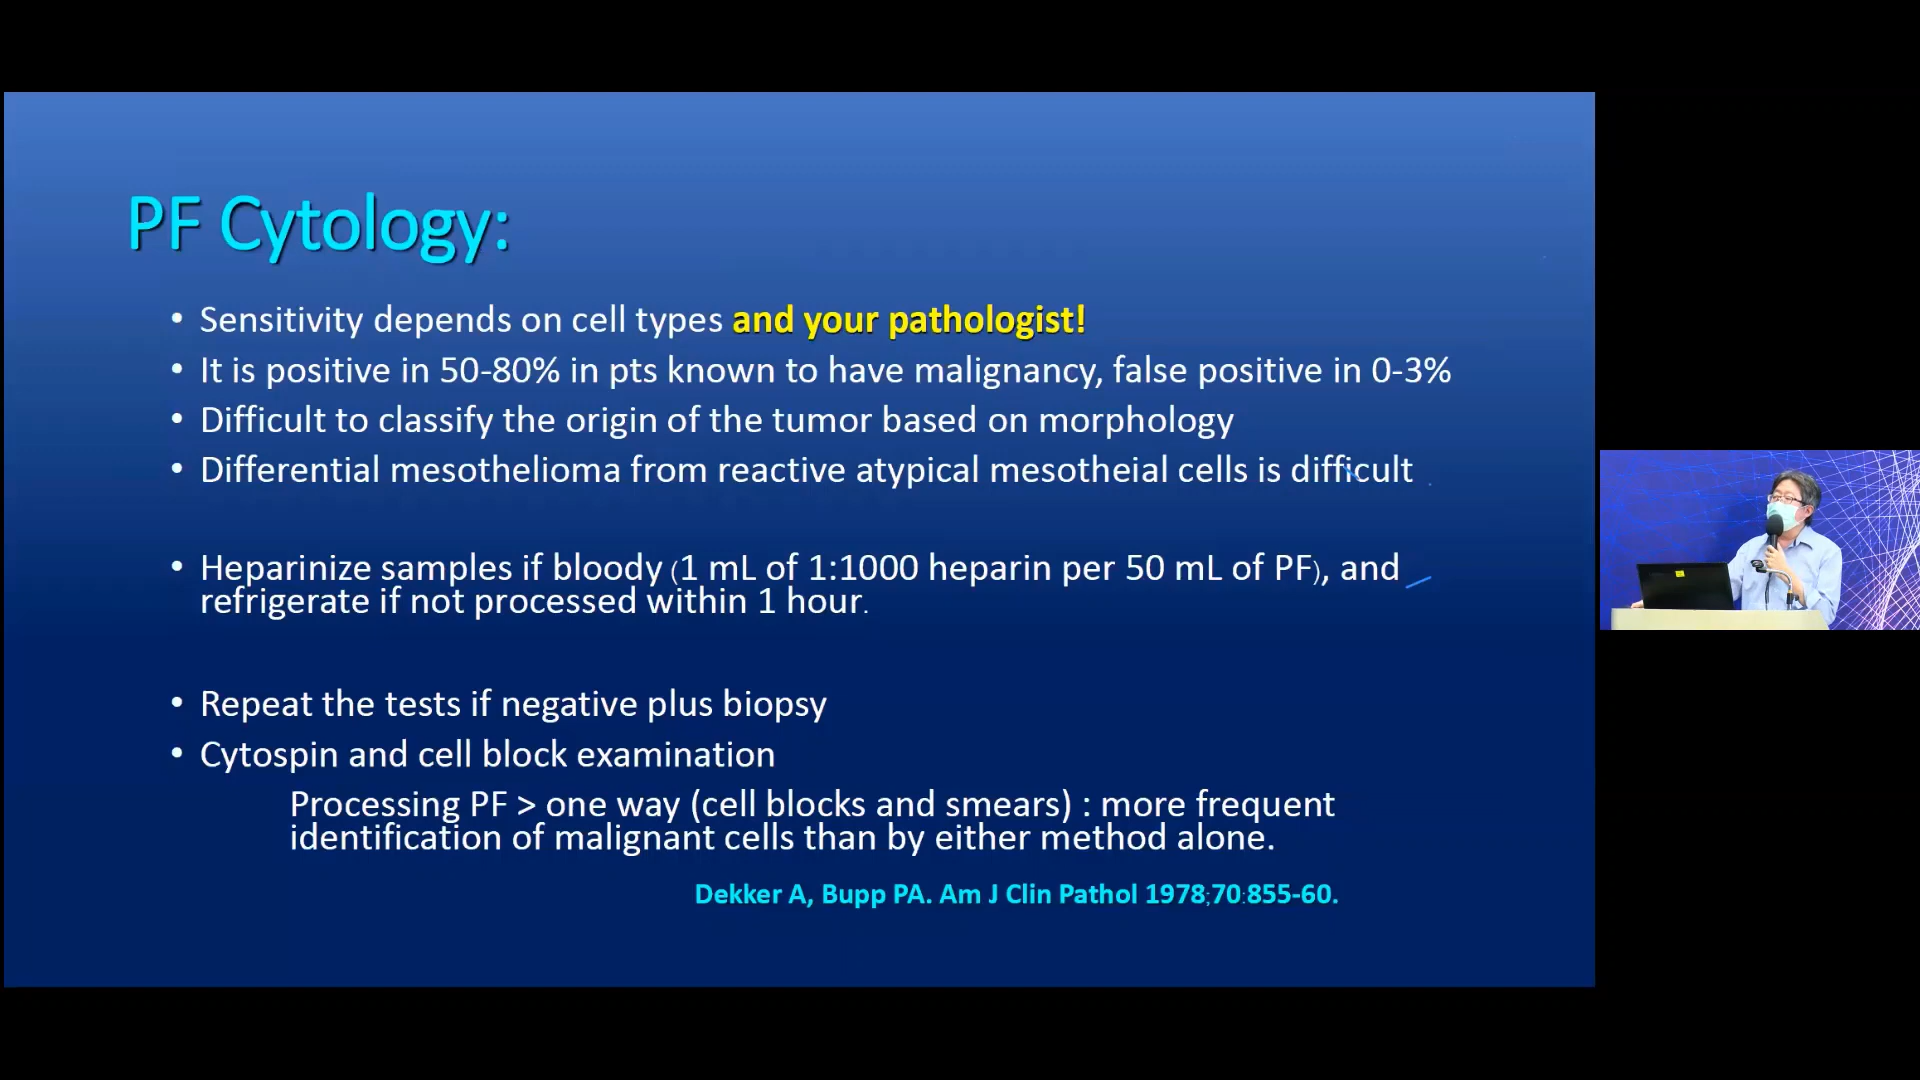 PF Cytology:
• Sensitivity depends on cell types and your pathologist!
• It is positive in 50-80% in pts known to have malignancy, false positive in 0-3%
• Difficult to classify the origin of the tumor based on morphology
• Differential mesothelioma from reactive atypical mesotheial cells is difficult
• Heparinize samples if bloody (1 mL of 1:1000 heparin per 50 mL of PF), and
refrigerate if not processed within 1 hour.
• Repeat the tests if negative plus biopsy
• Cytospin and cell block examination
Processing PF > one way (cell blocks and smears) : more frequent
identification of malignant cells than by either method alone.
Dekker A, Bupp PA. Am J Clin Pathol 1978;70:855-60.